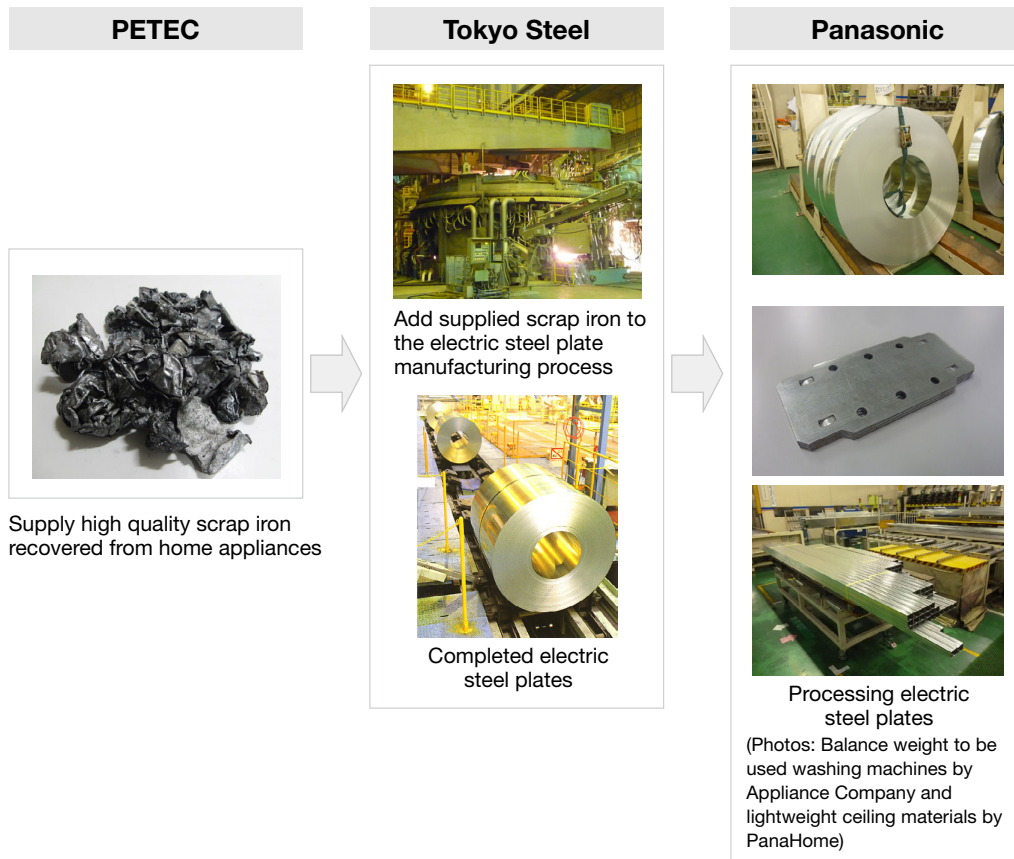 PETEC
Supply high quality scrap iron
recovered from home appliances
Tokyo Steel
Add supplied scrap iron to
the electric steel plate
manufacturing process
Completed electric
steel plates
Panasonic
Processing electric
steel plates
(Photos: Balance weight to be
used washing machines by
Appliance Company and
lightweight ceiling materials by
PanaHome)